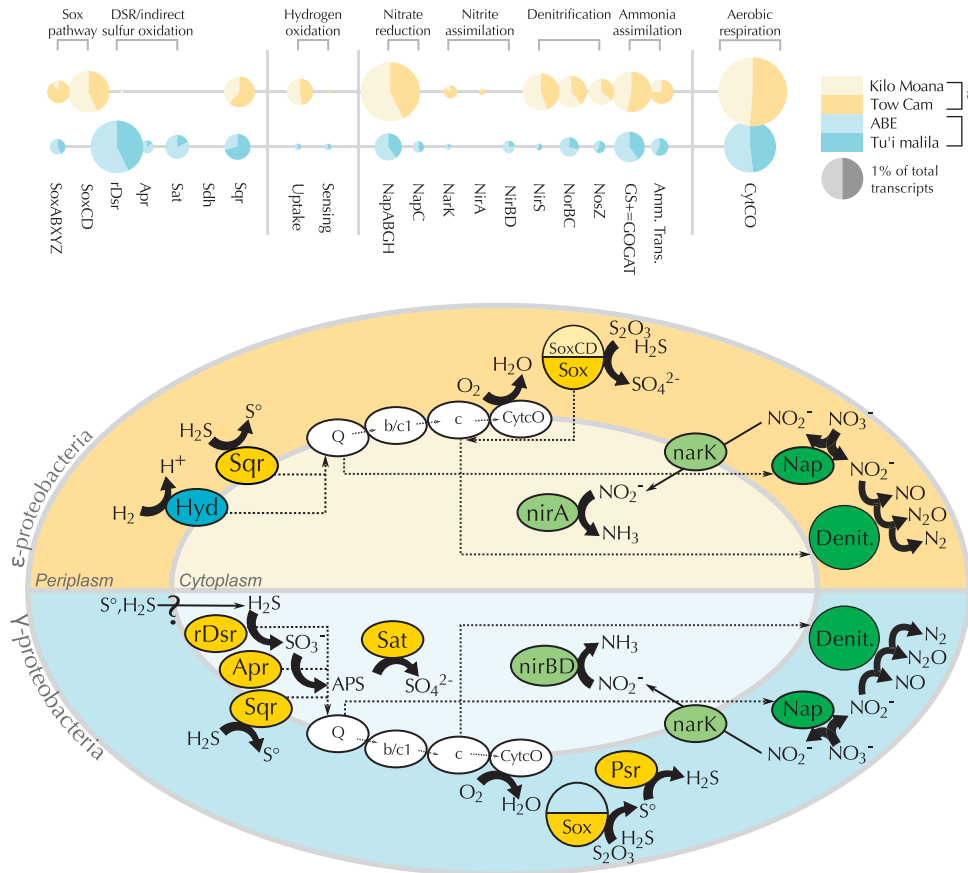 Sox pathway
DSR/indirect sulfur oxidation
Hydrogen oxidation
Nitrate reduction
Nitrite assimilation
Denitrification
Ammonia assimilation
Aerobic respiration
Kilo Moana
Tow Cam
ABE
Tu'i malila
1% of total transcripts
SoxABXYZ
SoxCD
rDsr
Apr
Sat
Sdh
Sqr
Uptake
Sensing
NapABGH
NapC
NarK
NirA
NirBD
NirS
NorBC
NosZ
GS+=GOGAT
Amm. Trans.
CytCO
ε-proteobacteria
S₂O₃
H₂S
SoxCD
Sox
SO₄²⁻
H₂O
O₂
CytcO
c
b/c1
Q
S°
H₂S
Sqr
H⁺
H₂
Hyd
narK
NO₂⁻
NO₃⁻
Nap
NO₂⁻
NO₂⁻
nirA
NH₃
NO
N₂O
N₂
Denit.
Periplasm
Cytoplasm
γ-proteobacteria
S°,H₂S
?
H₂S
rDsr
SO₃⁻
Apr
APS
Sat
SO₄²⁻
Sqr
H₂S
S°
Q
b/c1
c
CytcO
O₂
H₂O
NH₃
nirBD
NO₂⁻
narK
NO₂⁻
Nap
NO₃⁻
NO₂⁻
Denit.
N₂
N₂O
NO
Psr
H₂S
S°
Sox
H₂S
S₂O₃